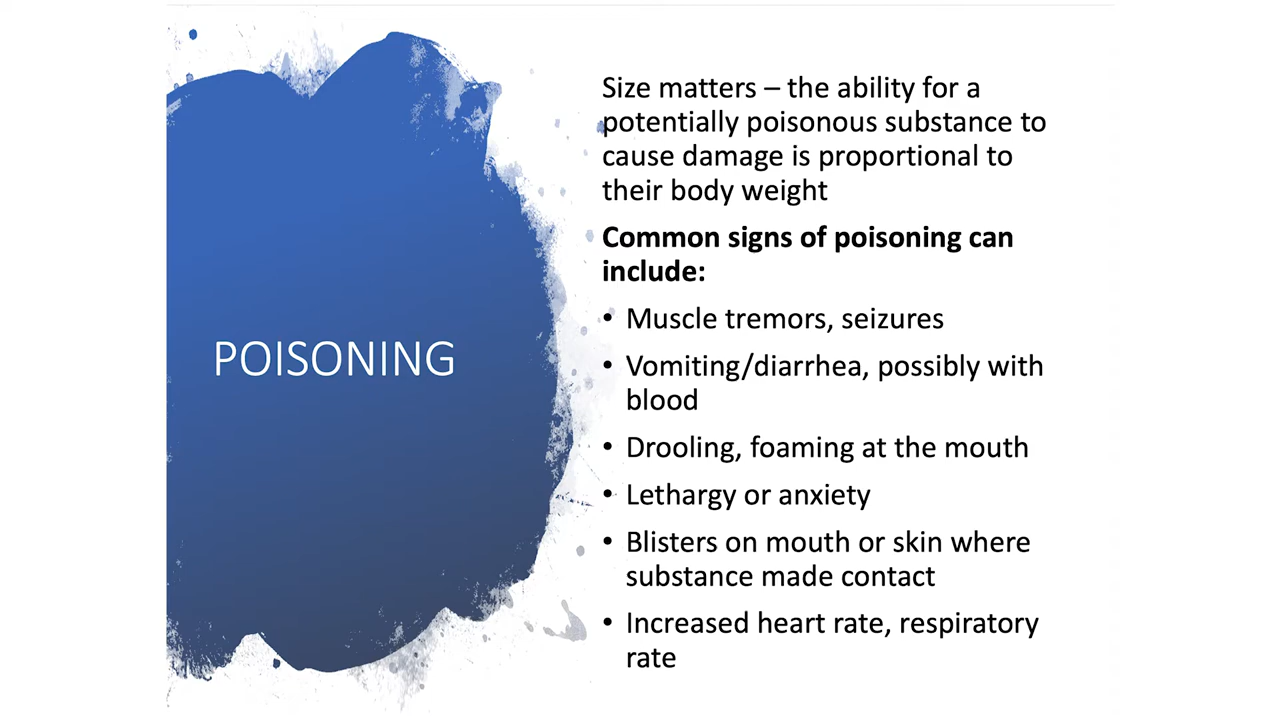 POISONING
Size matters – the ability for a
potentially poisonous substance to
cause damage is proportional to
their body weight
Common signs of poisoning can
include:
• Muscle tremors, seizures
• Vomiting/diarrhea, possibly with
blood
• Drooling, foaming at the mouth
• Lethargy or anxiety
• Blisters on mouth or skin where
substance made contact
• Increased heart rate, respiratory
rate